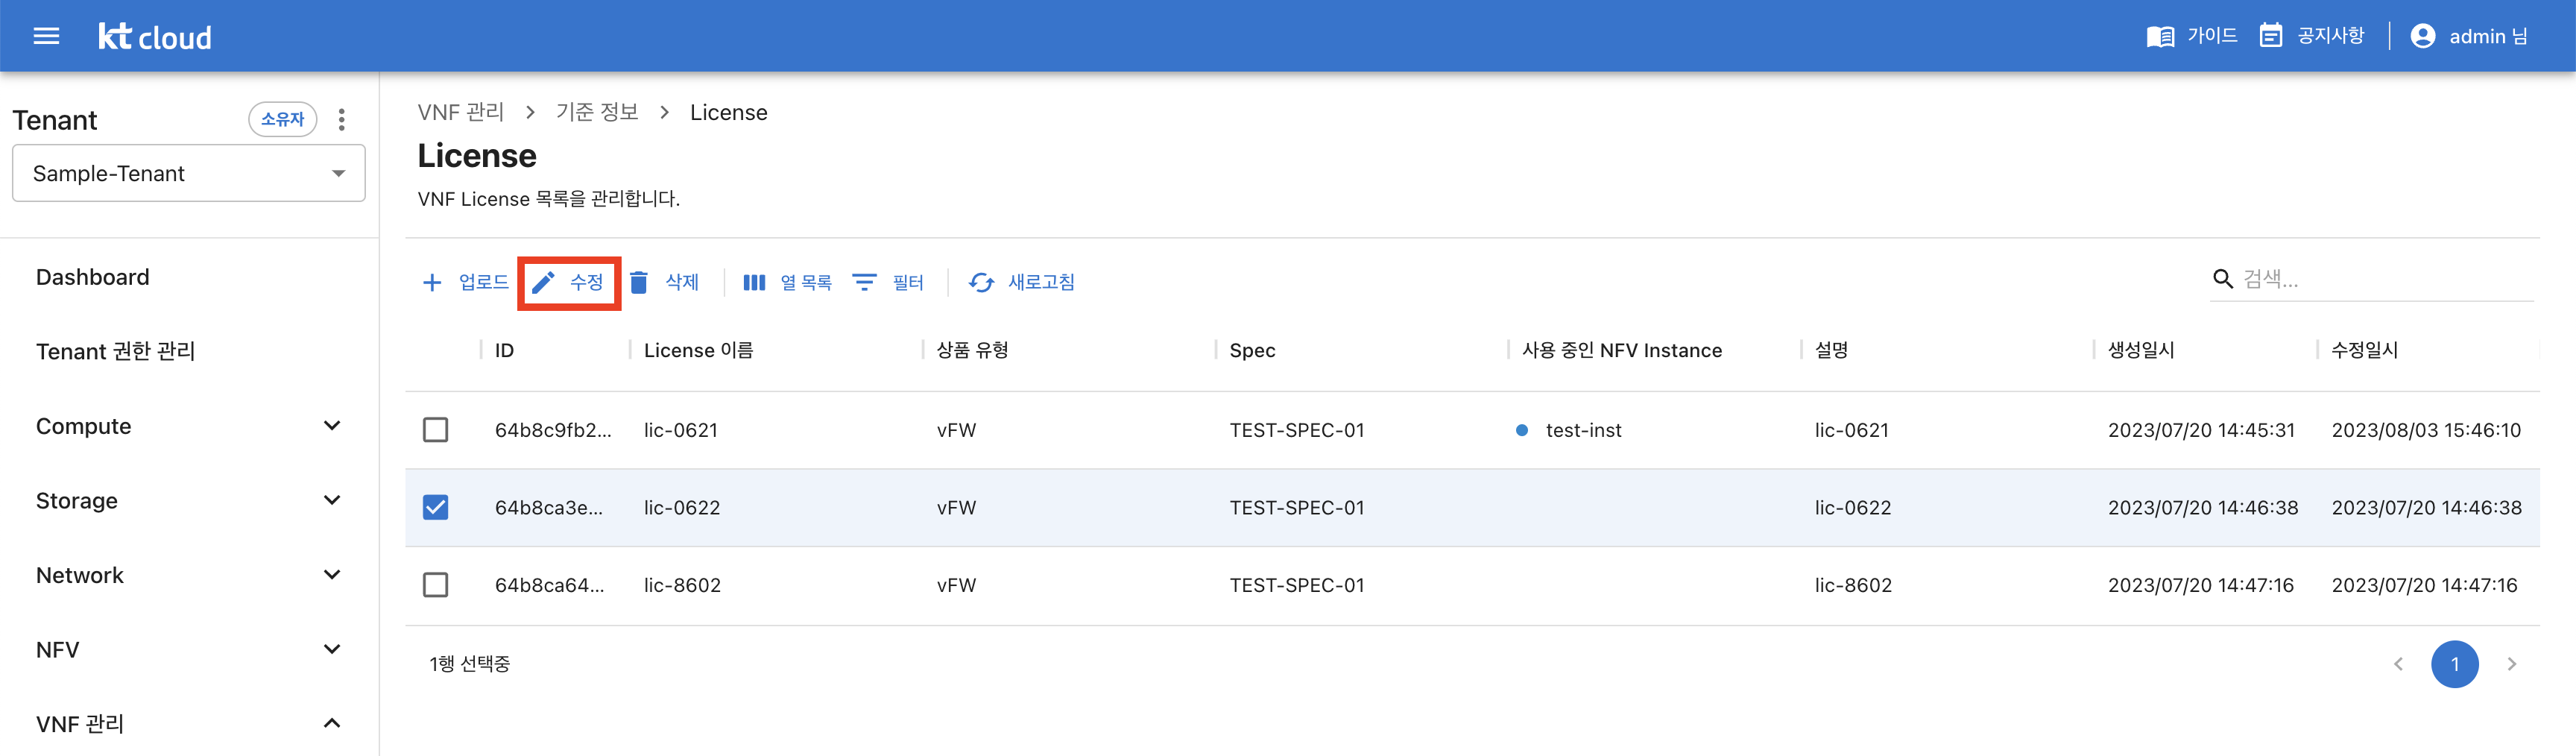 kt cloud
가이드 공지사항 admin 님
Tenant 소유자
Sample-Tenant
Dashboard
Tenant 권한 관리
Compute
Storage
Network
NFV
VNF 관리
VNF 관리 > 기준 정보 > License
License
VNF License 목록을 관리합니다.
+ 업로드 수정 삭제 열 목록 필터 새로고침 검색...
ID License 이름 상품 유형 Spec 사용 중인 NFV Instance 설명 생성일시 수정일시
64b8c9fb2... lic-0621 vFW TEST-SPEC-01 test-inst lic-0621 2023/07/20 14:45:31 2023/08/03 15:46:10
64b8ca3e... lic-0622 vFW TEST-SPEC-01 lic-0622 2023/07/20 14:46:38 2023/07/20 14:46:38
64b8ca64... lic-8602 vFW TEST-SPEC-01 lic-8602 2023/07/20 14:47:16 2023/07/20 14:47:16
1행 선택중 < 1 >